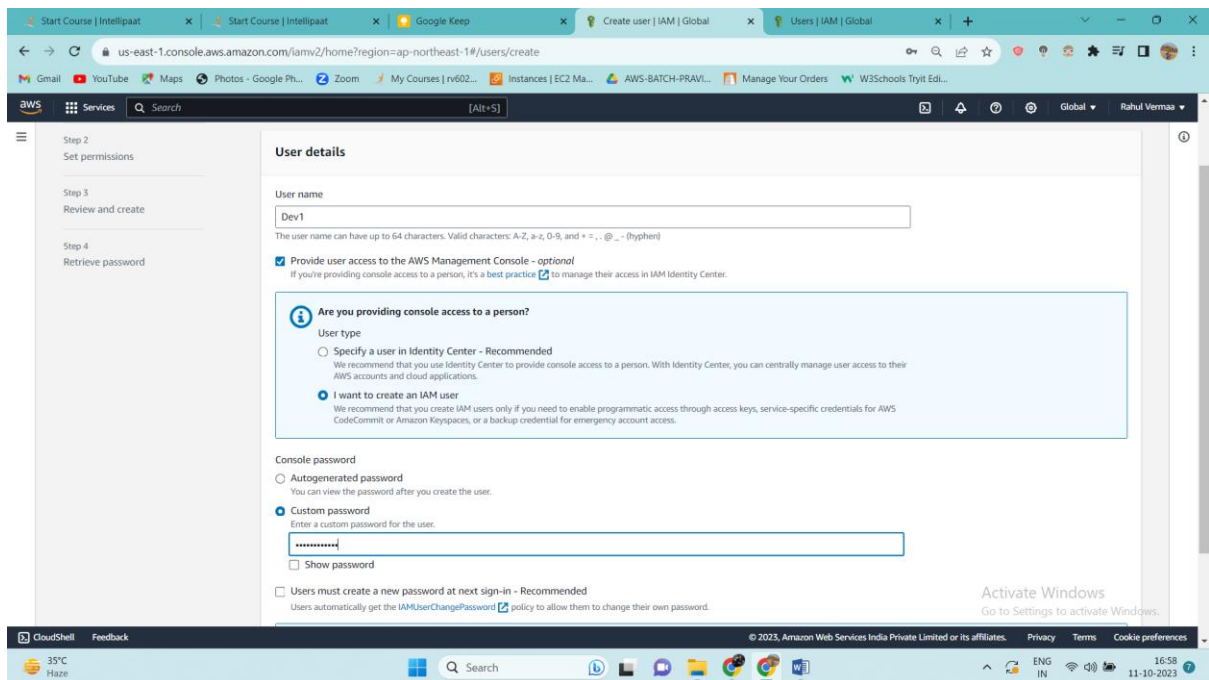 Start Course | Intellipaat
Start Course | Intellipaat
Google Keep
Create user | IAM | Global
Users | IAM | Global
us-east-1.console.aws.amazon.com/iamv2/home?region=ap-northeast-1#/users/create
Gmail YouTube Maps Photos - Google Ph... Zoom My Courses | rv602... Instances | EC2 Ma... AWS-BATCH-PRAVI... Manage Your Orders W3Schools Tryit Edi...
aws Services Search [Alt+S] Global Rahul Vermaa
Step 2
Set permissions
Step 3
Review and create
Step 4
Retrieve password
User details
User name
Dev1
The user name can have up to 64 characters. Valid characters: A-Z, a-z, 0-9, and + = , . @ _ - (hyphen)
Provide user access to the AWS Management Console - optional
If you're providing console access to a person, it's a best practice to manage their access in IAM Identity Center.
Are you providing console access to a person?
User type
Specify a user in Identity Center - Recommended
We recommend that you use Identity Center to provide console access to a person. With Identity Center, you can centrally manage user access to their
AWS accounts and cloud applications.
I want to create an IAM user
We recommend that you create IAM users only if you need to enable programmatic access through access keys, service-specific credentials for AWS
CodeCommit or Amazon Keyspaces, or a backup credential for emergency account access.
Console password
Autogenerated password
You can view the password after you create the user.
Custom password
Enter a custom password for the user.
••••••••••••
Show password
Users must create a new password at next sign-in - Recommended
Users automatically get the IAMUserChangePassword policy to allow them to change their own password.
Activate Windows
Go to Settings to activate Windows.
CloudShell Feedback © 2023, Amazon Web Services India Private Limited or its affiliates. Privacy Terms Cookie preferences
35°C
Haze
Search
ENG
IN
16:58
11-10-2023
7